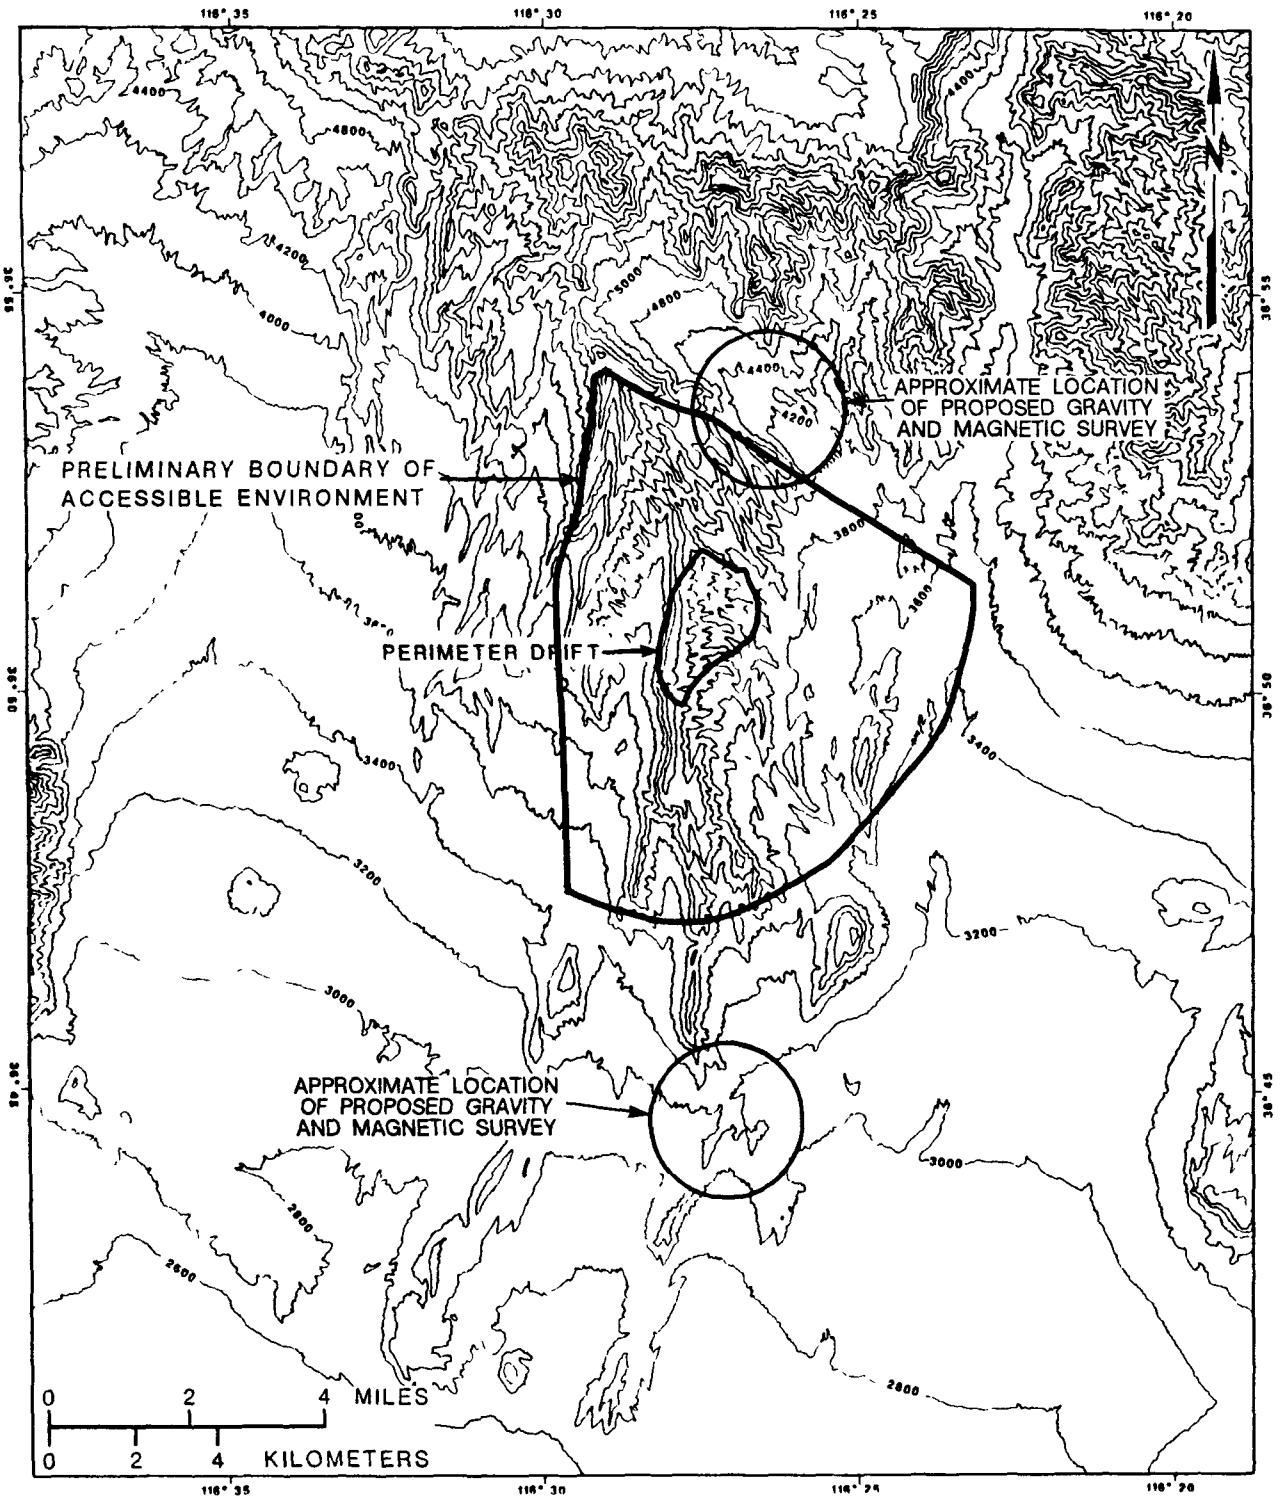 116° 35
116° 30
116° 25
116° 20
4400
4400
4800
N
4200
5000
36° 55
36° 55
4800
4000
4400
APPROXIMATE LOCATION
OF PROPOSED GRAVITY
AND MAGNETIC SURVEY
4200
PRELIMINARY BOUNDARY OF
ACCESSIBLE ENVIRONMENT
3800
3600
PERIMETER DRIFT
36° 50
36° 50
3400
3400
3200
3200
3000
36° 45
36° 45
APPROXIMATE LOCATION
OF PROPOSED GRAVITY
AND MAGNETIC SURVEY
3000
2800
2600
2800
0 2 4 MILES
0 2 4 KILOMETERS
116° 35
116° 30
116° 25
116° 20